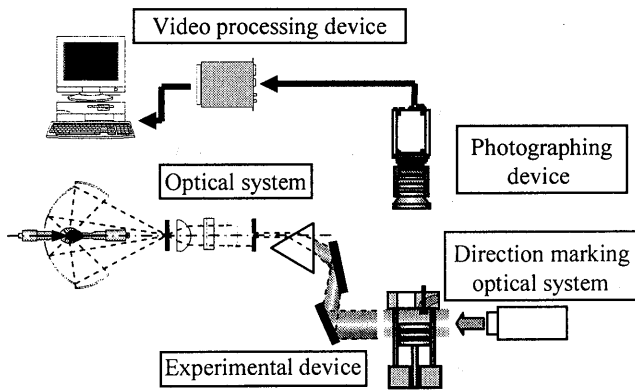 Video processing device
Photographing
device
Optical system
Direction marking
optical system
Experimental device